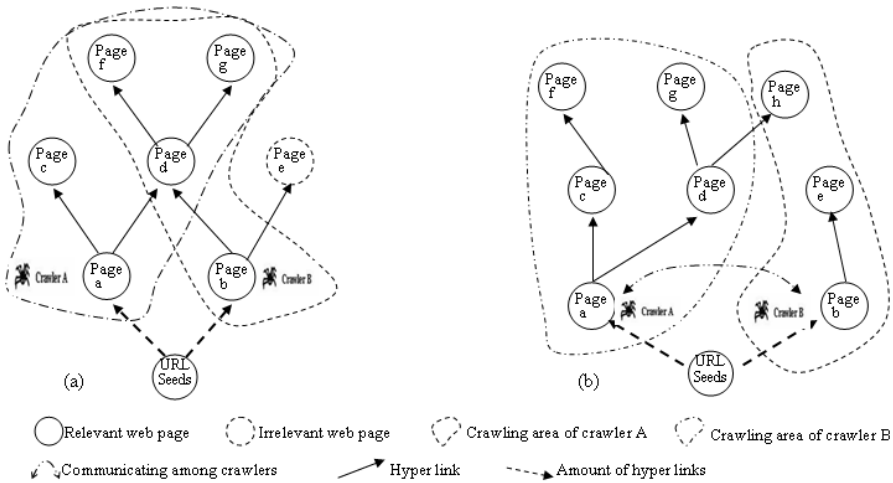 Page
f
Page
g
Page
c
Page
d
Page
e
Crawler A
Page
a
Page
b
Crawler B
URL
Seeds
(a)
Page
f
Page
g
Page
h
Page
c
Page
d
Page
e
Page
a
Crawler A
Crawler B
Page
b
URL
Seeds
(b)
Relevant web page
Irrelevant web page
Crawling area of crawler A
Crawling area of crawler B
Communicating among crawlers
Hyper link
Amount of hyper links